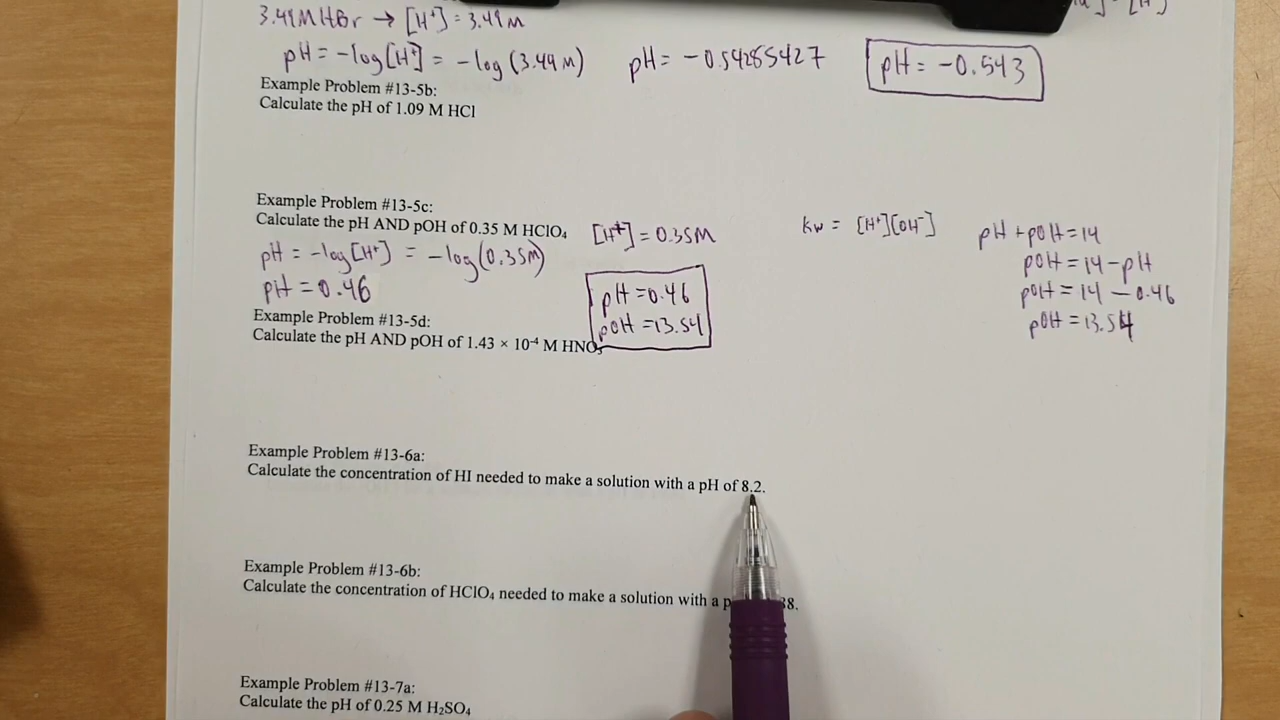 3.49M HBr → [H⁺] = 3.49M
pH = -log[H⁺] = -log(3.49M) pH = -0.54285427 pH = -0.543
Example Problem #13-5b:
Calculate the pH of 1.09 M HCl
Example Problem #13-5c:
Calculate the pH AND pOH of 0.35 M HClO₄ [H⁺] = 0.35M kw = [H⁺][OH⁻] pH + pOH = 14
pH = -log[H⁺] = -log(0.35M) pOH = 14 - pH
pH = 0.46 pH = 0.46 pOH = 14 - 0.46
Example Problem #13-5d: pOH = 13.54 pOH = 13.54
Calculate the pH AND pOH of 1.43 × 10⁻⁴ M HNO₃
Example Problem #13-6a:
Calculate the concentration of HI needed to make a solution with a pH of 8.2.
Example Problem #13-6b:
Calculate the concentration of HClO₄ needed to make a solution with a
Example Problem #13-7a:
Calculate the pH of 0.25 M H₂SO₄